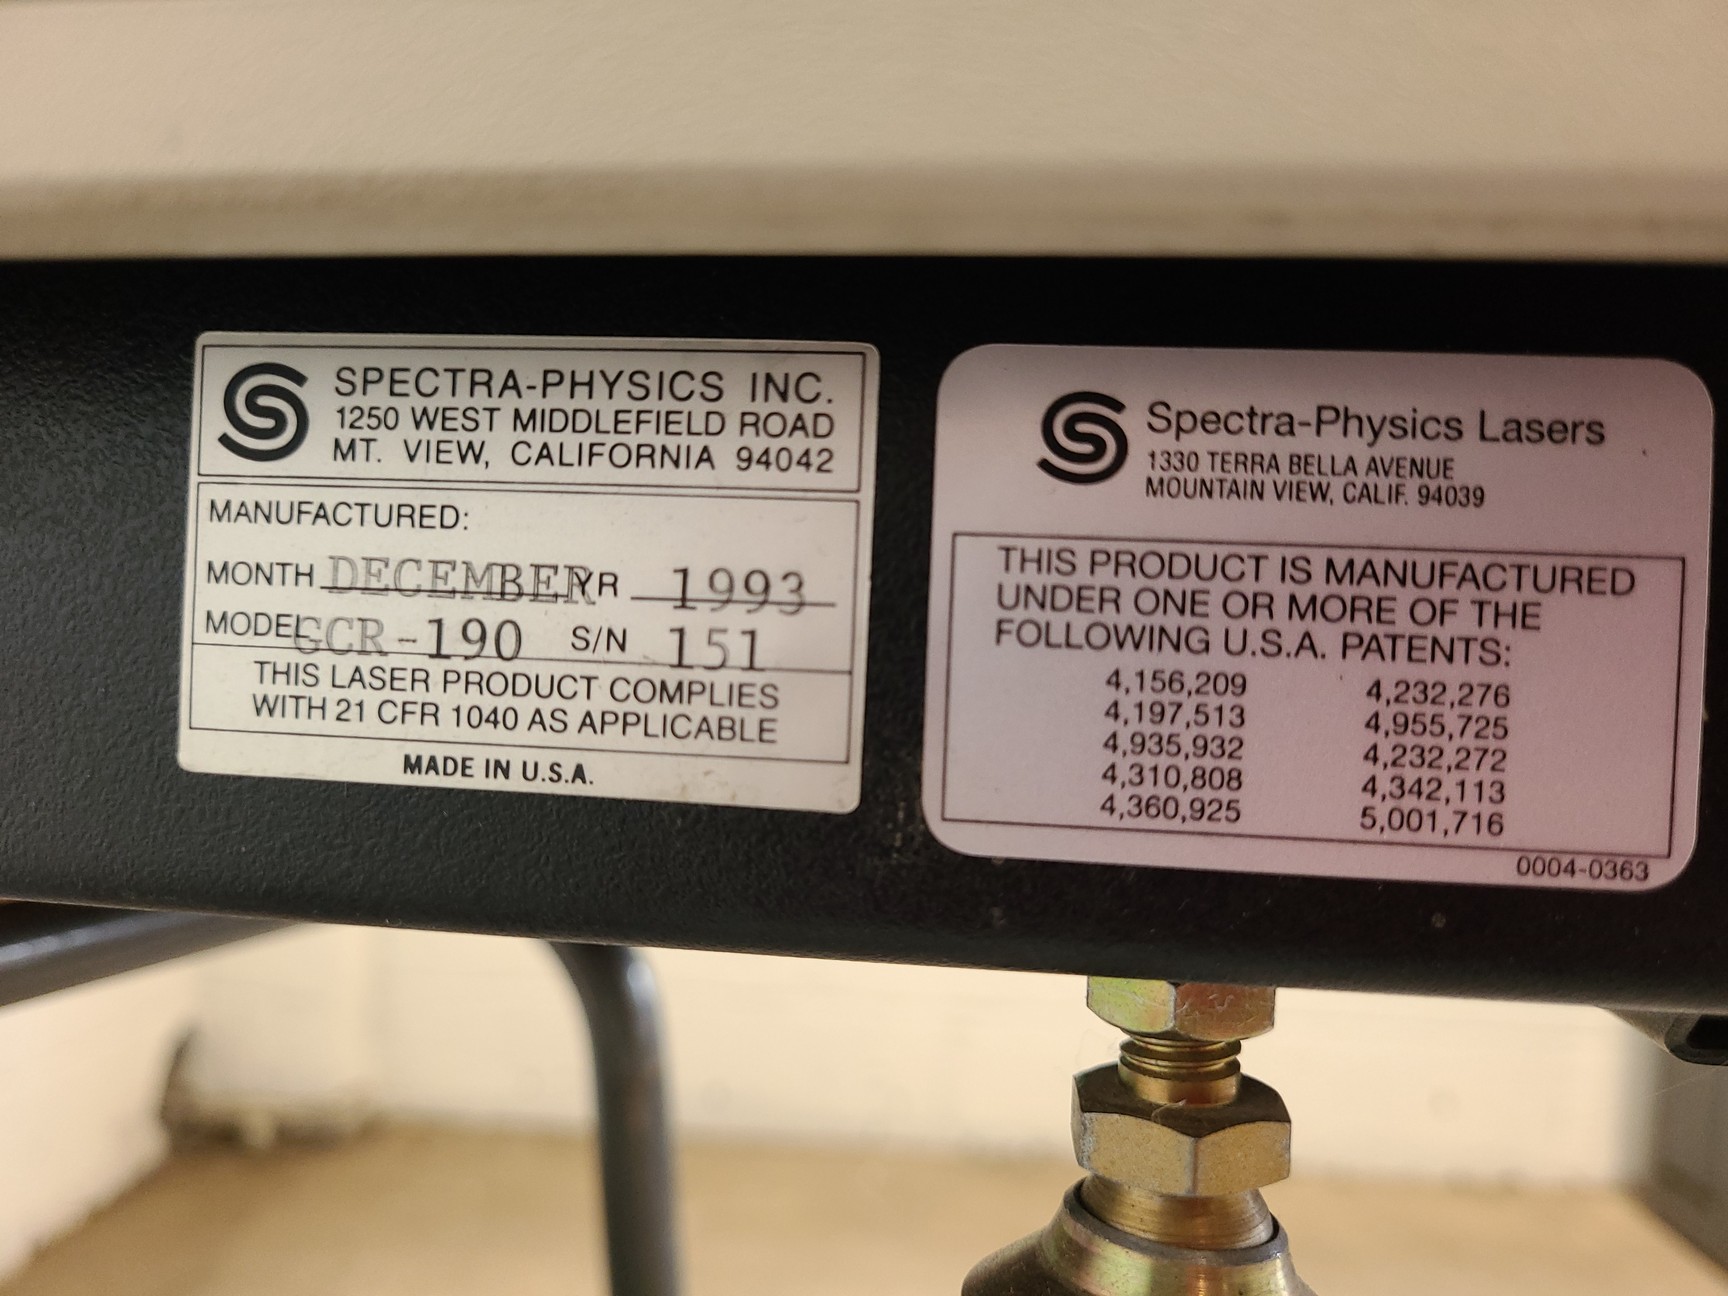 SPECTRA-PHYSICS INC.
1250 WEST MIDDLEFIELD ROAD
MT. VIEW, CALIFORNIA 94042
MANUFACTURED:
MONTH DECEMBER YR 1993
MODEL GCR-190 S/N 151
THIS LASER PRODUCT COMPLIES
WITH 21 CFR 1040 AS APPLICABLE
MADE IN U.S.A.
Spectra-Physics Lasers
1330 TERRA BELLA AVENUE
MOUNTAIN VIEW, CALIF. 94039
THIS PRODUCT IS MANUFACTURED
UNDER ONE OR MORE OF THE
FOLLOWING U.S.A. PATENTS:
4,156,209 4,232,276
4,197,513 4,955,725
4,935,932 4,232,272
4,310,808 4,342,113
4,360,925 5,001,716
0004-0363